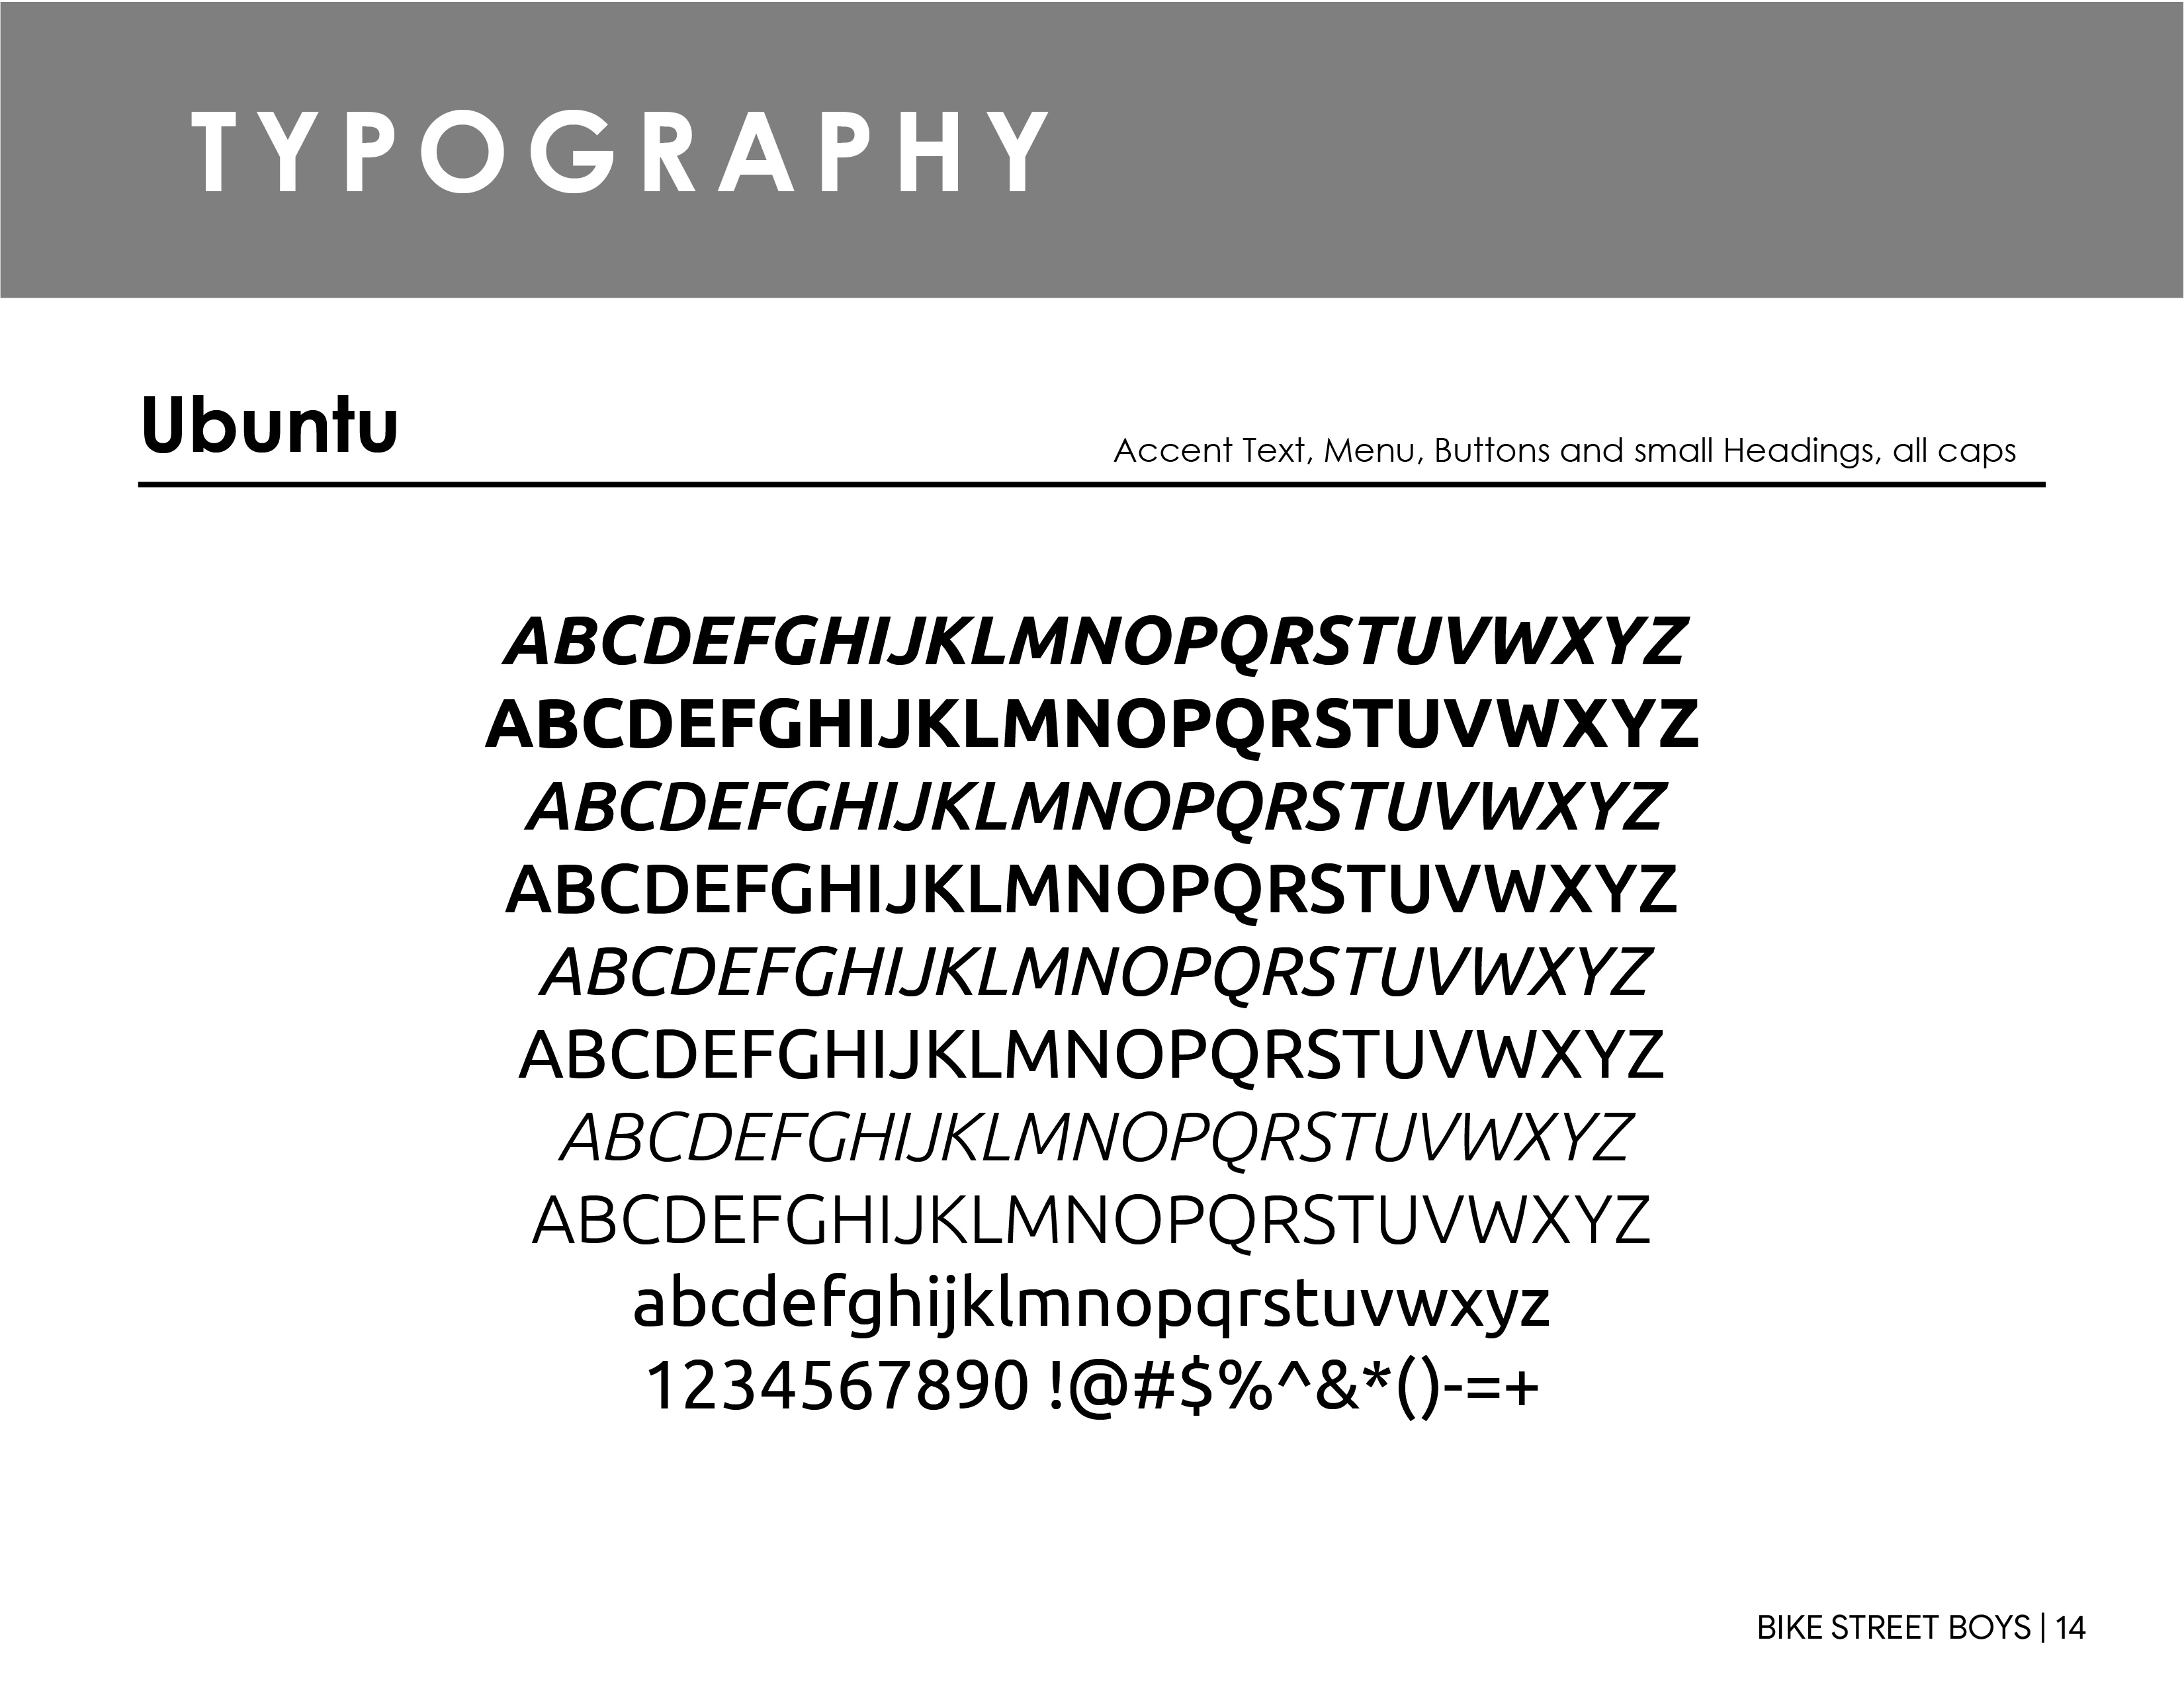 TYPOGRAPHY
Ubuntu
Accent Text, Menu, Buttons and small Headings, all caps
ABCDEFGHIJKLMNOPQRSTUVWXYZ
ABCDEFGHIJKLMNOPQRSTUVWXYZ
ABCDEFGHIJKLMNOPQRSTUVWXYZ
ABCDEFGHIJKLMNOPQRSTUVWXYZ
ABCDEFGHIJKLMNOPQRSTUVWXYZ
ABCDEFGHIJKLMNOPQRSTUVWXYZ
ABCDEFGHIJKLMNOPQRSTUVWXYZ
ABCDEFGHIJKLMNOPQRSTUVWXYZ
abcdefghijklmnopqrstuvwxyz
1234567890 !@#$%^&*()-=+
BIKE STREET BOYS | 14